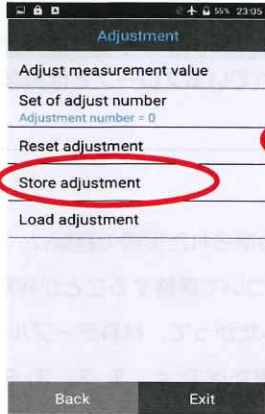 55% 23:05
Adjustment
Adjust measurement value
Set of adjust number
Adjustment number = 0
Reset adjustment
Store adjustment
Load adjustment
Back
Exit